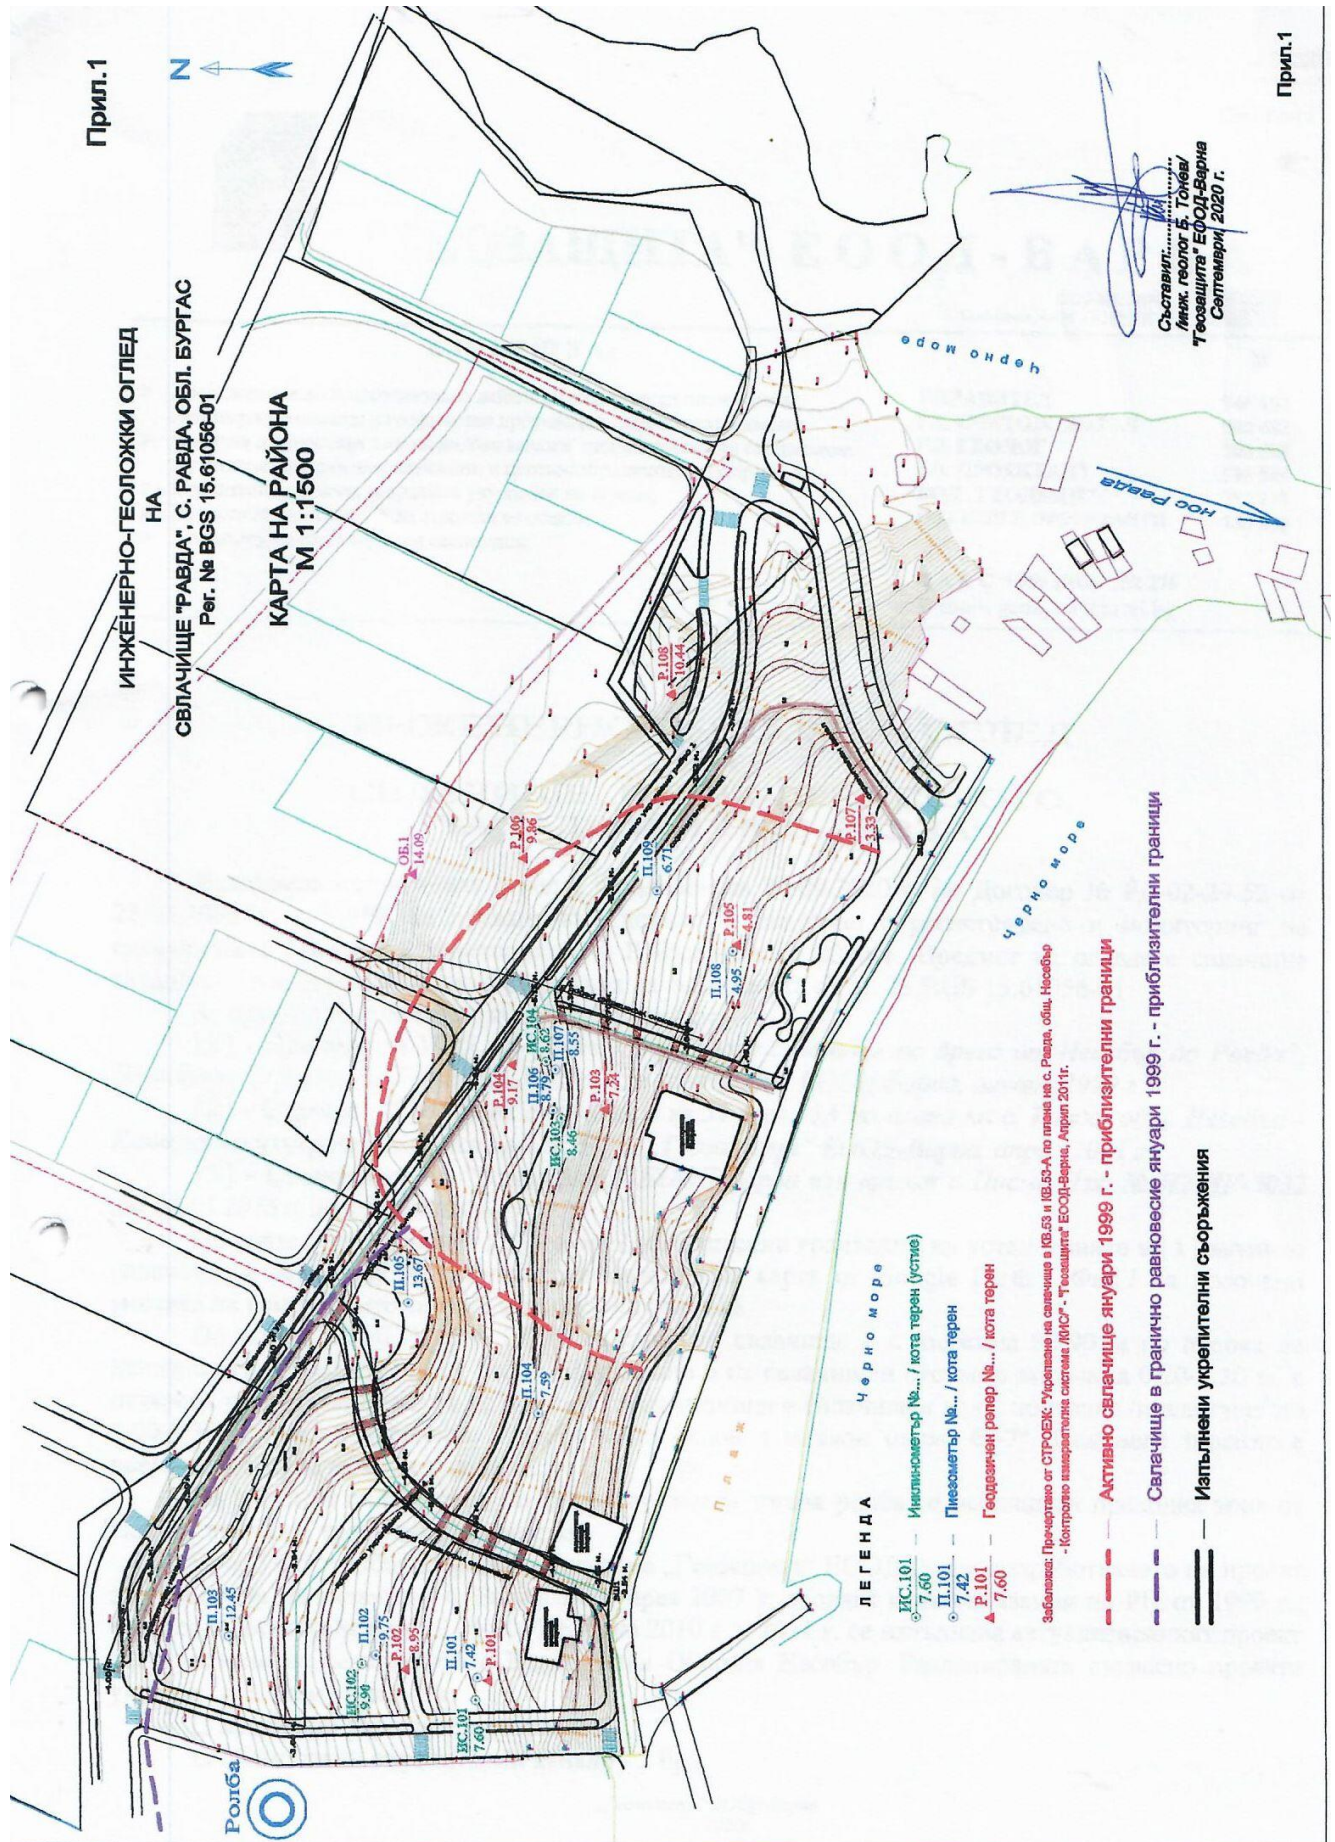 Прил.1
N
ИНЖЕНЕРНО-ГЕОЛОЖКИ ОГЛЕД
НА
СВЛАЧИЩЕ "РАВДА", С. РАВДА, ОБЛ. БУРГАС
Рег. № BGS 15.61056-01
КАРТА НА РАЙОНА
М 1:1500
Ролба
П.103
12.45
ИС.102
9.90
П.102
9.75
Р.102
8.95
П.101
7.42
Р.101
ИС.101
7.60
П.105
13.67
П.104
7.59
Р.104
9.17
ИС.104
8.62
П.106
8.79
П.107
8.55
ИС.103
8.46
Р.103
7.24
ОБ.1
14.09
Р.106
9.86
П.109
6.71
П.108
4.95
Р.105
4.81
Р.107
3.33
Р.108
10.44
Черно море
нос Равда
Черно море
Черно море
П л а ж
ЛЕГЕНДА
ИС.101
7.60
Инклинометър №... / кота терен (устие)
П.101
7.42
Пиезометър №... / кота терен
Р.101
7.60
Геодезичен репер №... / кота терен
Забележка: Пречертано от СТРОЕЖ: "Укрепване на свлачище в КВ.53 и КВ.53-А по плана на с. Равда, общ. Несебър
- Контролно измервателни системи /КИС/" - "Геозащита" ЕООД-Варна, Април 2011г.
Активно свлачище януари 1999 г. - приблизителни граници
Свлачище в гранично равновесие януари 1999 г. - приблизителни граници
Изпълнени укрепителни съоръжения
Съставил:
/инж. геолог Б. Тонев/
"Геозащита" ЕООД-Варна
Септември, 2020 г.
Прил.1